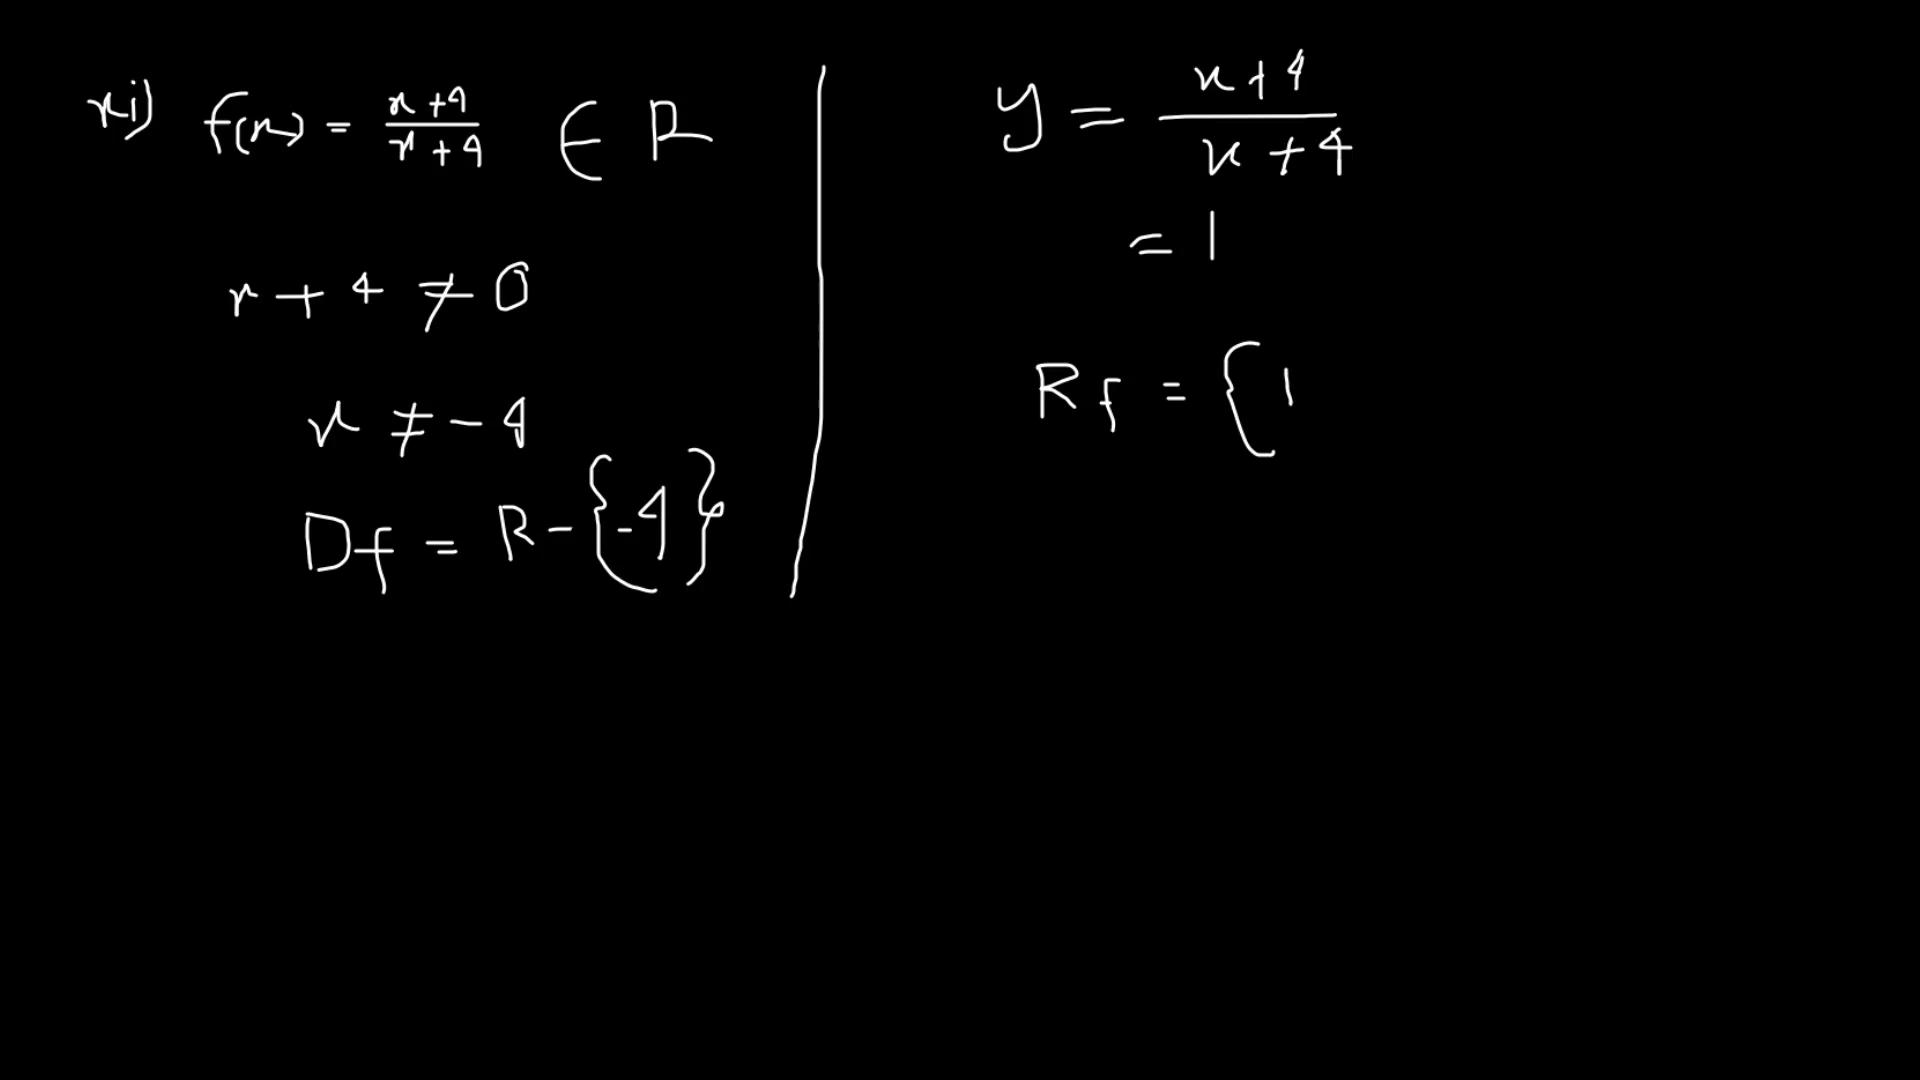 xi) f(x) = (x+4)/(x+4) ∈ R
x + 4 ≠ 0
x ≠ -4
Df = R - {-4}
y = (x+4)/(x+4)
= 1
Rf = {1